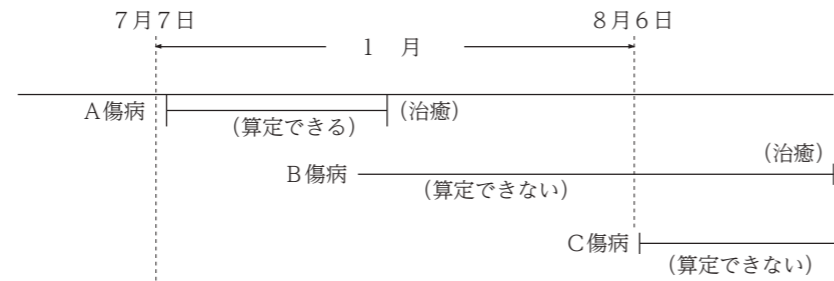 7月7日
8月6日
1 月
A傷病
(治癒)
(算定できる)
(治癒)
B傷病
(算定できない)
C傷病
(算定できない)